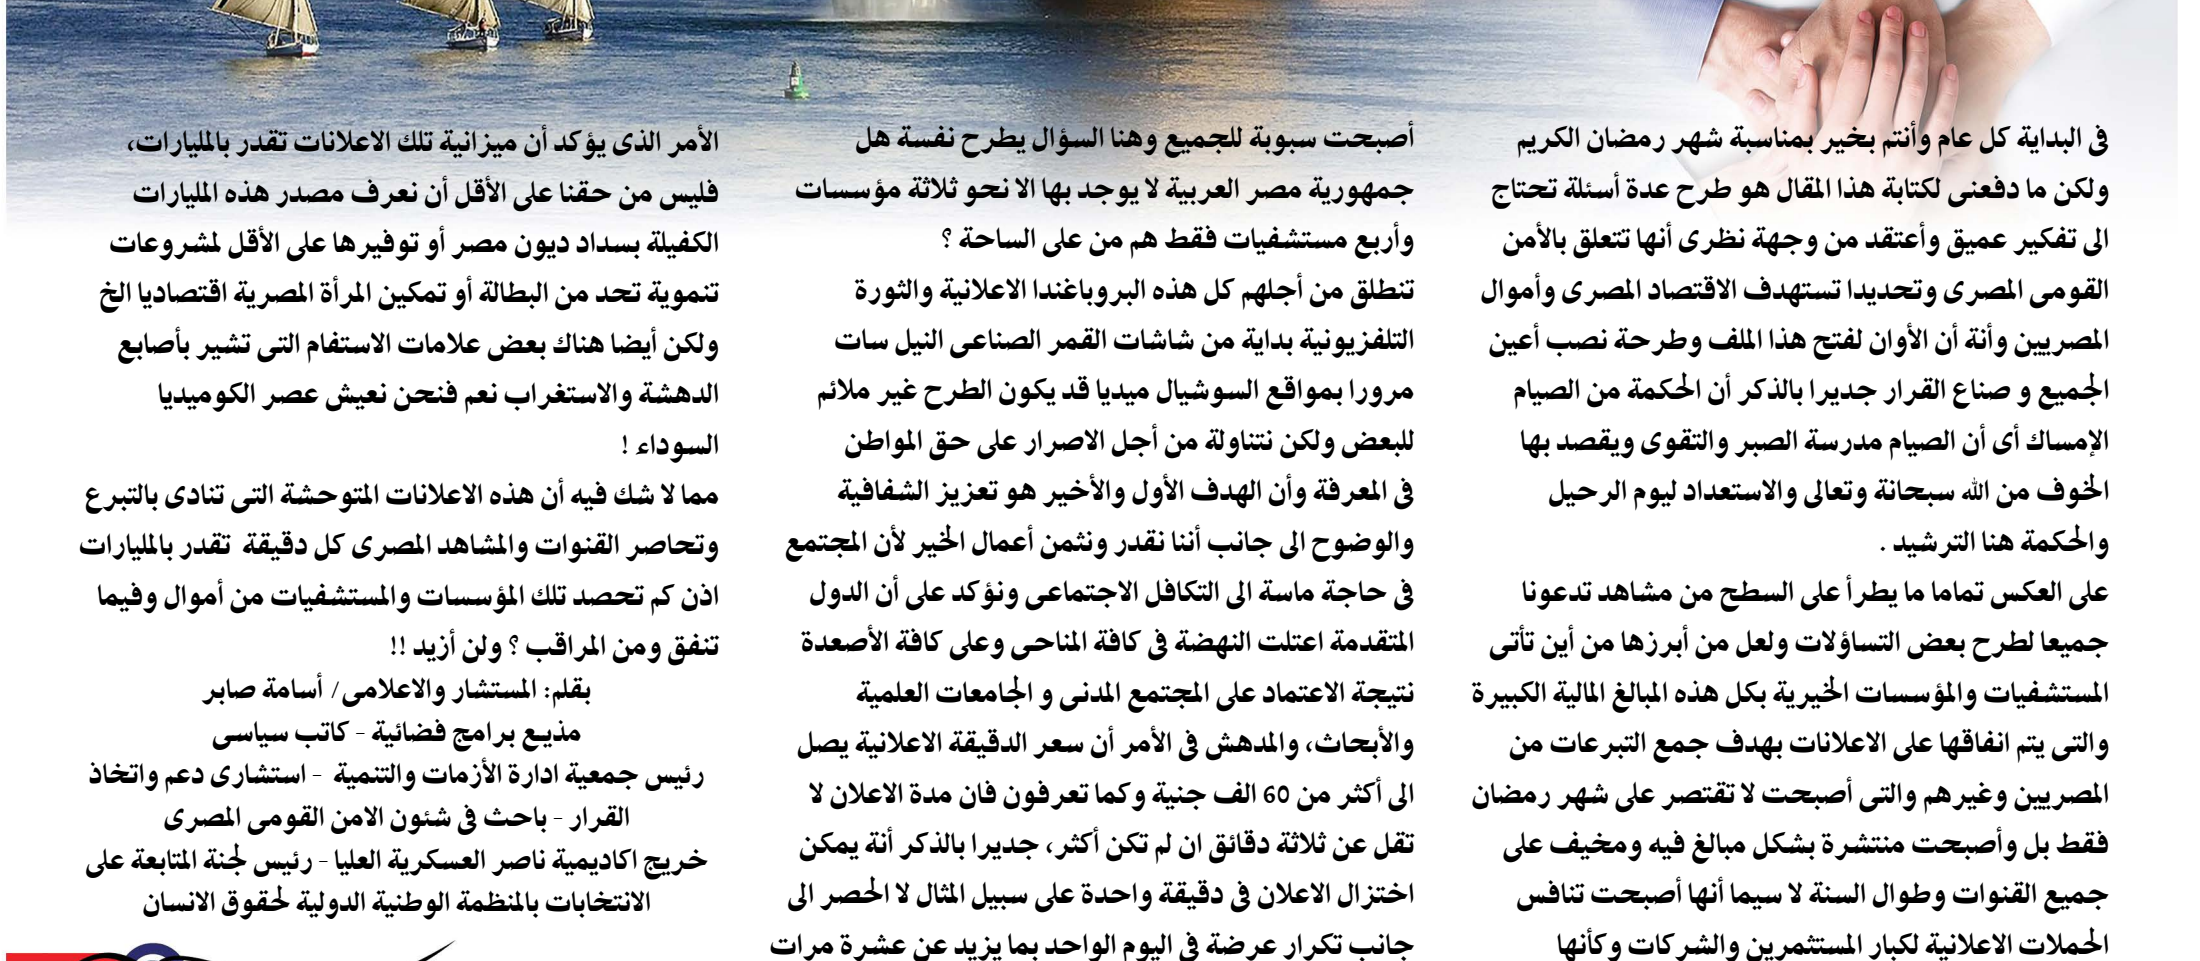 فى البداية كل عام وأنتم بخير بمناسبة شهر رمضان الكريم
ولكن ما دفعنى لكتابة هذا المقال هو طرح عدة أسئلة تحتاج
الى تفكير عميق وأعتقد من وجهة نظرى أنها تتعلق بالأمن
القومى المصرى وتحديدا تستهدف الاقتصاد المصرى وأموال
المصريين وأنة أن الأوان لفتح هذا الملف وطرحة نصب أعين
الجميع و صناع القرار جديرا بالذكر أن الحكمة من الصيام
الإمساك أى أن الصيام مدرسة الصبر والتقوى ويقصد بها
الخوف من الله سبحانة وتعالى والاستعداد ليوم الرحيل
والحكمة هنا الترشيد .
على العكس تماما ما يطرأ على السطح من مشاهد تدعونا
جميعا لطرح بعض التساؤلات ولعل من أبرزها من أين تأتى
المستشفيات والمؤسسات الخيرية بكل هذه المبالغ المالية الكبيرة
والتى يتم انفاقها على الاعلانات بهدف جمع التبرعات من
المصريين وغيرهم والتى أصبحت لا تقتصر على شهر رمضان
فقط بل وأصبحت منتشرة بشكل مبالغ فيه ومخيف على
جميع القنوات وطوال السنة لا سيما أنها أصبحت تنافس
الحملات الاعلانية لكبار المستثمرين والشركات وكأنها
أصبحت سبوبة للجميع وهنا السؤال يطرح نفسة هل
جمهورية مصر العربية لا يوجد بها الا نحو ثلاثة مؤسسات
وأربع مستشفيات فقط هم من على الساحة ؟
تنطلق من أجلهم كل هذه البروباغندا الاعلانية والثورة
التلفزيونية بداية من شاشات القمر الصناعى النيل سات
مرورا بمواقع السوشيال ميديا قد يكون الطرح غير ملائم
للبعض ولكن نتناولة من أجل الاصرار على حق المواطن
فى المعرفة وأن الهدف الأول والأخير هو تعزيز الشفافية
والوضوح الى جانب أننا نقدر ونثمن أعمال الخير لأن المجتمع
فى حاجة ماسة الى التكافل الاجتماعى ونؤكد على أن الدول
المتقدمة اعتلت النهضة فى كافة المناحى وعلى كافة الأصعدة
نتيجة الاعتماد على المجتمع المدنى و الجامعات العلمية
والأبحاث، والمدهش فى الأمر أن سعر الدقيقة الاعلانية يصل
الى أكثر من 60 الف جنية وكما تعرفون فان مدة الاعلان لا
تقل عن ثلاثة دقائق ان لم تكن أكثر، جديرا بالذكر أنة يمكن
اختزال الاعلان فى دقيقة واحدة على سبيل المثال لا الحصر الى
جانب تكرار عرضة فى اليوم الواحد بما يزيد عن عشرة مرات
الأمر الذى يؤكد أن ميزانية تلك الاعلانات تقدر بالمليارات،
فليس من حقنا على الأقل أن نعرف مصدر هذه المليارات
الكفيلة بسداد ديون مصر أو توفيرها على الأقل لمشروعات
تنموية تحد من البطالة أو تمكين المرأة المصرية اقتصاديا الخ
ولكن أيضا هناك بعض علامات الاستفام التى تشير بأصابع
الدهشة والاستغراب نعم فنحن نعيش عصر الكوميديا
السوداء !
مما لا شك فيه أن هذه الاعلانات المتوحشة التى تنادى بالتبرع
وتحاصر القنوات والمشاهد المصرى كل دقيقة تقدر بالمليارات
اذن كم تحصد تلك المؤسسات والمستشفيات من أموال وفيما
تنفق ومن المراقب ؟ ولن أزيد !!
بقلم: المستشار والاعلامى/ أسامة صابر
مذيع برامج فضائية - كاتب سياسى
رئيس جمعية ادارة الأزمات والتنمية - استشارى دعم واتخاذ
القرار - باحث فى شئون الامن القومى المصرى
خريج اكاديمية ناصر العسكرية العليا - رئيس لجنة المتابعة على
الانتخابات بالمنظمة الوطنية الدولية لحقوق الانسان